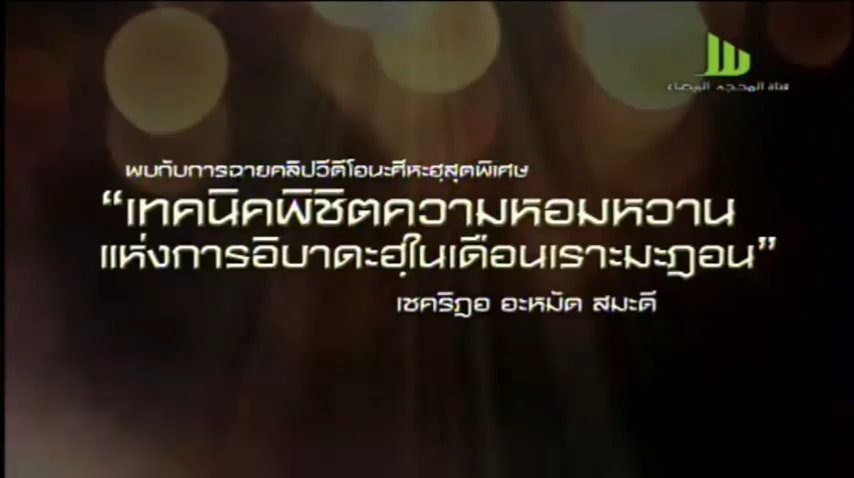 قناة المحجة البيضاء
พบกับการฉายคลิปวีดีโอนะศีหะฮฺสุดพิเศษ
“เทคนิคพิชิตความหอมหวาน
แห่งการอิบาดะฮฺในเดือนเราะมะฎอน”
เชคริฎอ อะหมัด สมะดี